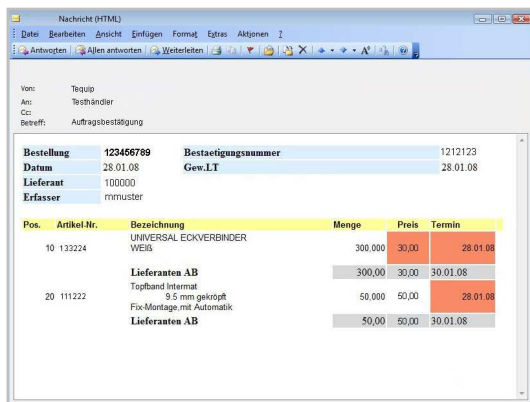 Nachricht (HTML)
Datei Bearbeiten Ansicht Einfügen Format Extras Aktionen ?
Antworten Allen antworten Weiterleiten
Von: Tequip
An: Testhändler
Cc:
Betreff: Auftragsbestätigung
Bestellung 123456789 Bestaetigungsnummer 1212123
Datum 28.01.08 Gew.LT 28.01.08
Lieferant 100000
Erfasser mmuster
Pos. Artikel-Nr. Bezeichnung Menge Preis Termin
UNIVERSAL ECKVERBINDER
10 133224 WEIß 300,000 30,00 28.01.08
Lieferanten AB 300,00 30,00 30.01.08
Topfband Intermat
20 111222 9.5 mm gekröpft 50,000 50,00 28.01.08
Fix-Montage,mit Automatik
Lieferanten AB 50,00 50,00 30.01.08